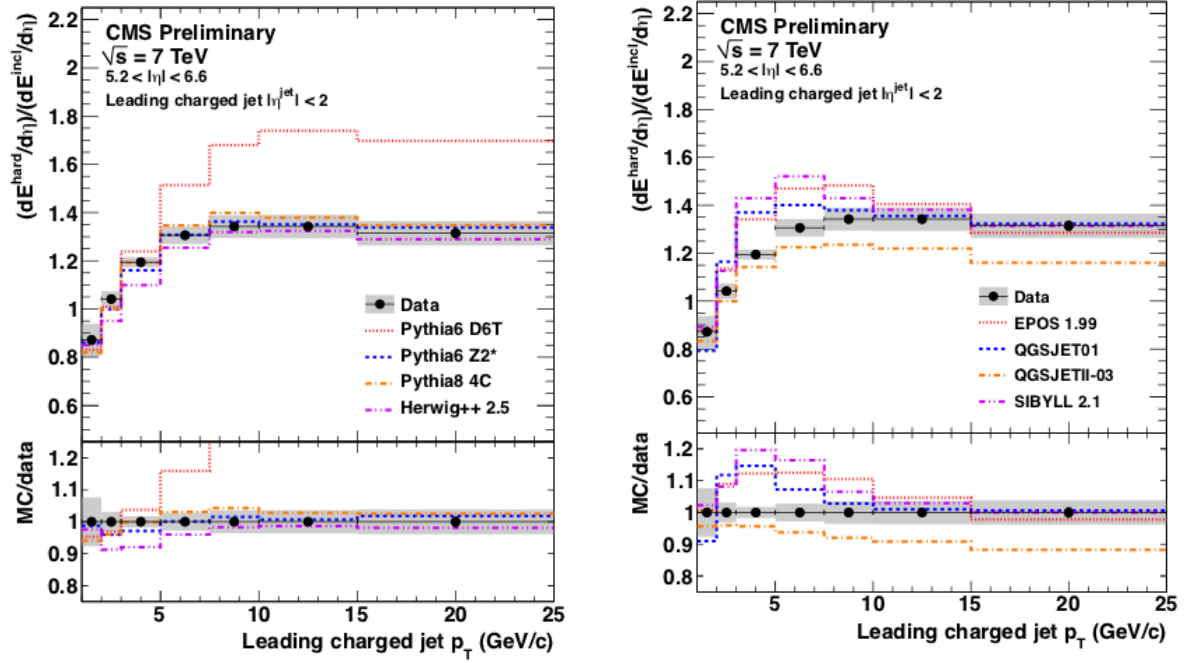 (dE^hard/dη)/(dE^incl/dη)
2.2
2
1.8
1.6
1.4
1.2
1
0.8
0.6
CMS Preliminary
√s = 7 TeV
5.2 < |η| < 6.6
Leading charged jet |η^jet| < 2
Data
Pythia6 D6T
Pythia6 Z2*
Pythia8 4C
Herwig++ 2.5
MC/data
1.2
1.1
1
0.9
0.8
5 10 15 20 25
Leading charged jet p_T (GeV/c)
(dE^hard/dη)/(dE^incl/dη)
2.2
2
1.8
1.6
1.4
1.2
1
0.8
0.6
CMS Preliminary
√s = 7 TeV
5.2 < |η| < 6.6
Leading charged jet |η^jet| < 2
Data
EPOS 1.99
QGSJET01
QGSJETII-03
SIBYLL 2.1
MC/data
1.2
1.1
1
0.9
0.8
5 10 15 20 25
Leading charged jet p_T (GeV/c)